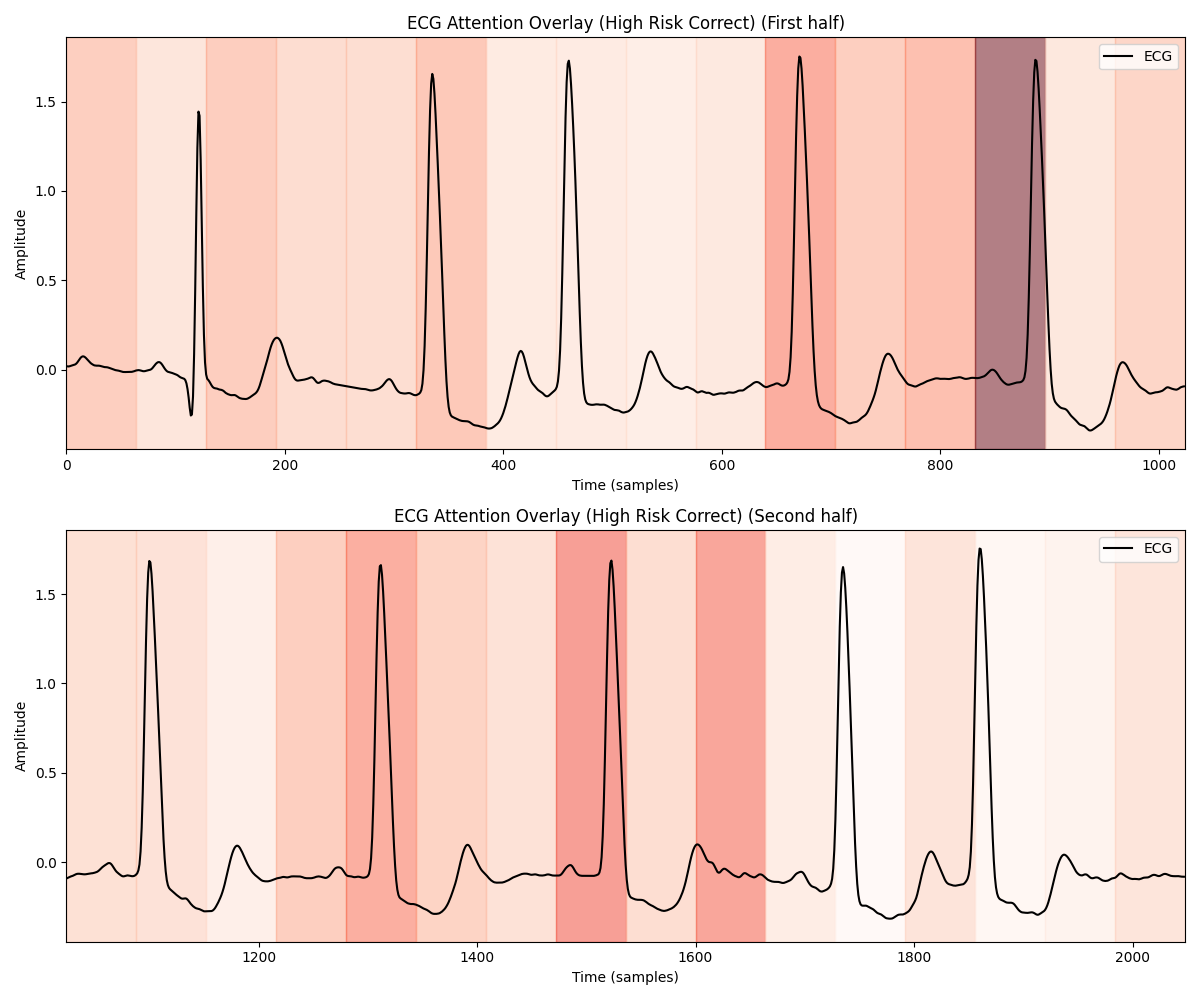 ECG Attention Overlay (High Risk Correct) (First half)
ECG
1.5
1.0
0.5
0.0
Amplitude
0 200 400 600 800 1000
Time (samples)
ECG Attention Overlay (High Risk Correct) (Second half)
ECG
1.5
1.0
0.5
0.0
Amplitude
1200 1400 1600 1800 2000
Time (samples)